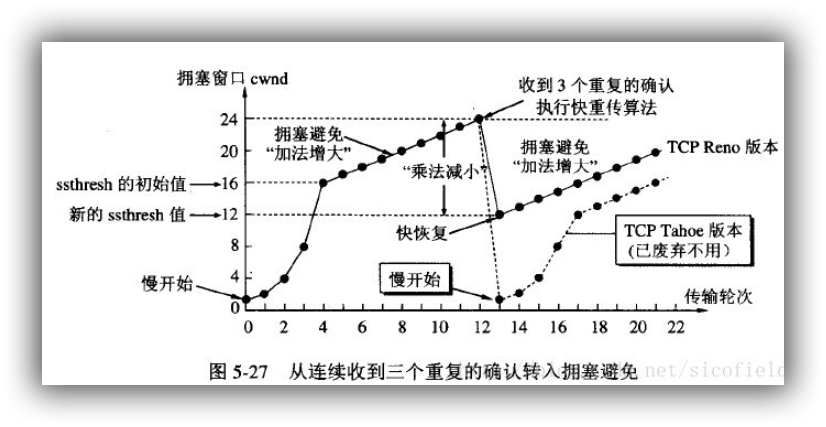 拥塞窗口 cwnd
收到 3 个重复的确认
执行快重传算法
24
拥塞避免
“加法增大”
20
“乘法减小”
拥塞避免
“加法增大”
TCP Reno 版本
ssthresh 的初始值
16
新的 ssthresh 值
12
快恢复
TCP Tahoe 版本
(已废弃不用)
8
慢开始
4
慢开始
传输轮次
0
0 2 4 6 8 10 12 14 16 18 20 22
图 5-27 从连续收到三个重复的确认转入拥塞避免
net/sicofield